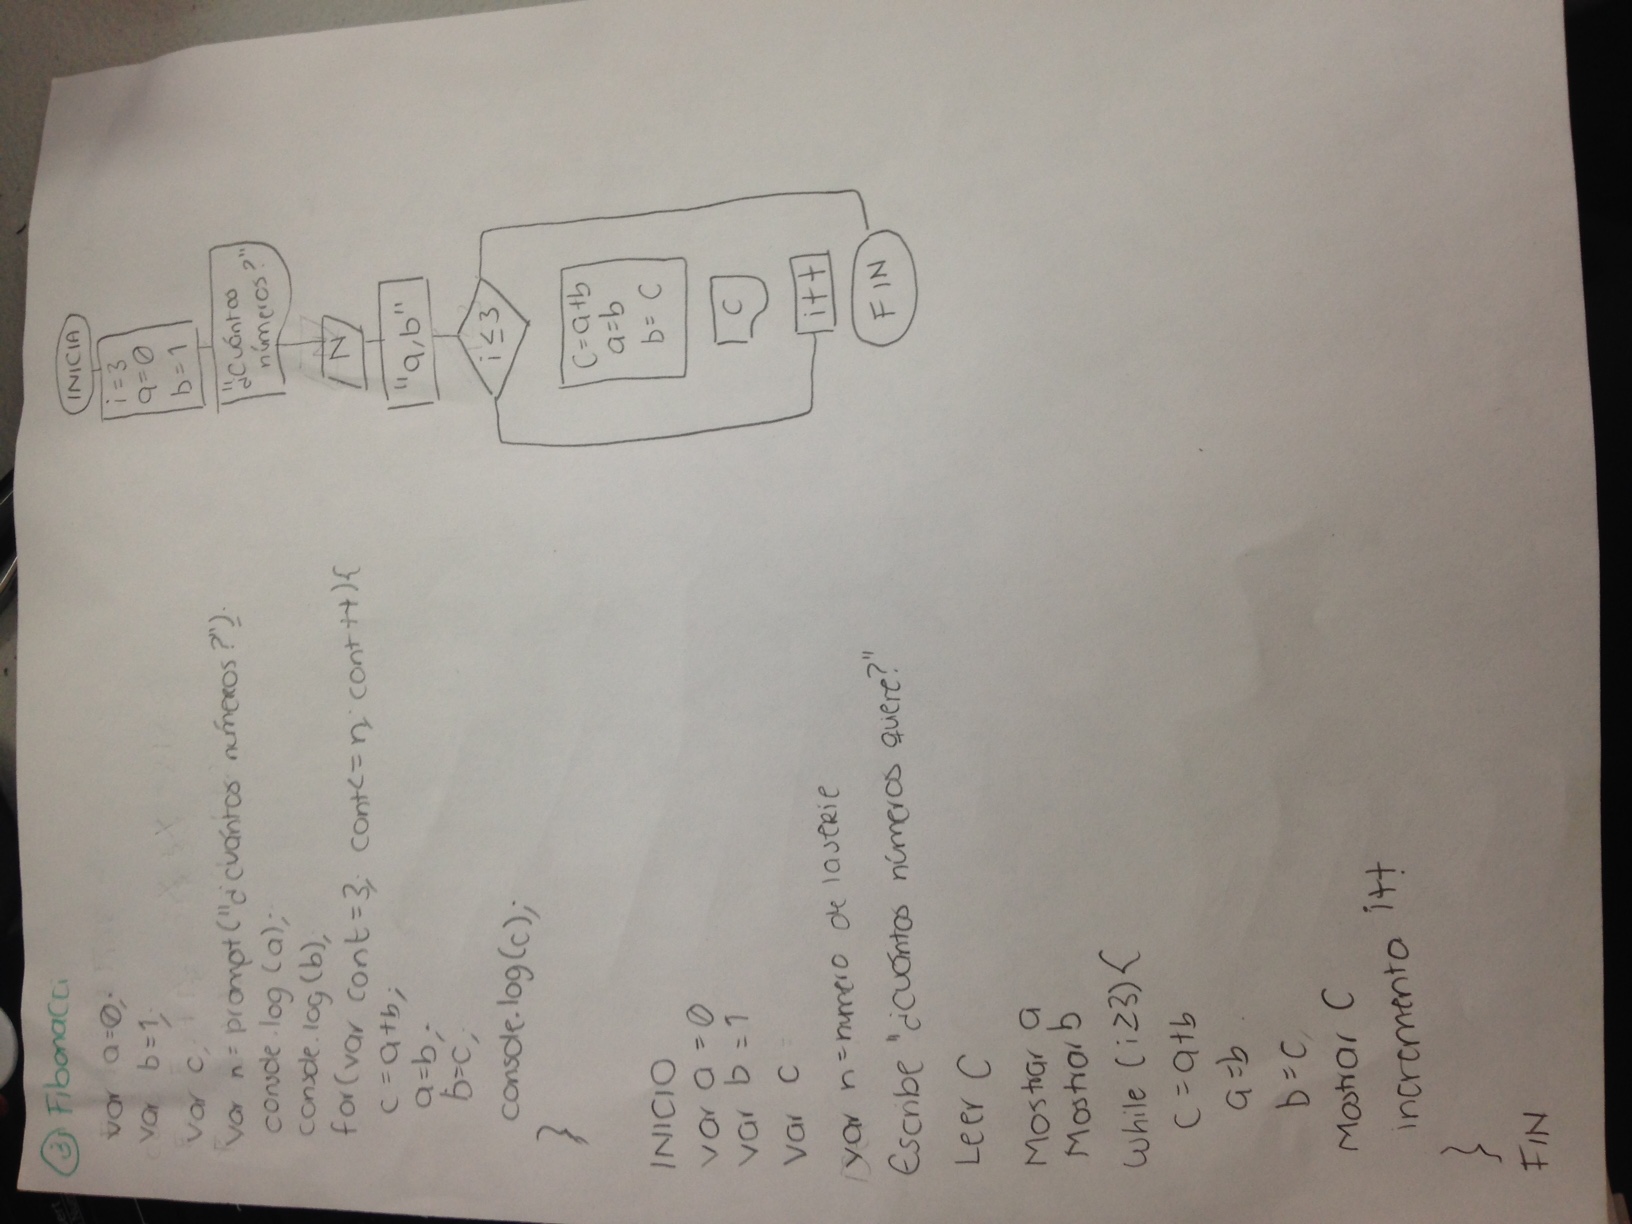 3 Fibonacci
var a=0;
var b=1;
var c;
var n=prompt("¿cuántos números?");
console.log(a);
console.log(b);
for(var cont=3; cont<=n; cont++){
c=a+b;
a=b;
b=c;
console.log(c);
}
INICIO
var a=0
var b=1
var c
var n=numero de la serie
Escribe "¿cuántos números quere?"
Leer C
Mostrar a
Mostrar b
while (i≥3){
c=a+b
a=b
b=c
Mostrar C
incrementa i++
}
FIN
INICIA
i=3
a=0
b=1
"¿Cuántos
números?"
N
"a,b"
i≤3
C=a+b
a=b
b=C
C
i++
FIN